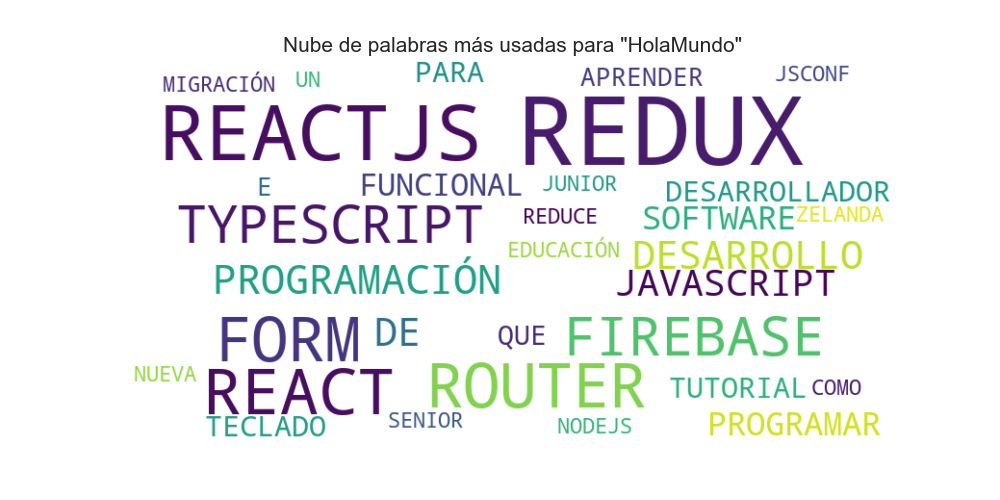 Nube de palabras más usadas para "HolaMundo"
MIGRACIÓN UN PARA APRENDER JSCONF
REACTJS REDUX
E FUNCIONAL JUNIOR DESARROLLADOR
TYPESCRIPT REDUCE SOFTWARE ZELANDA
EDUCACIÓN DESARROLLO
PROGRAMACIÓN JAVASCRIPT
FORM DE QUE FIREBASE
NUEVA REACT ROUTER TUTORIAL COMO
TECLADO SENIOR NODEJS PROGRAMAR